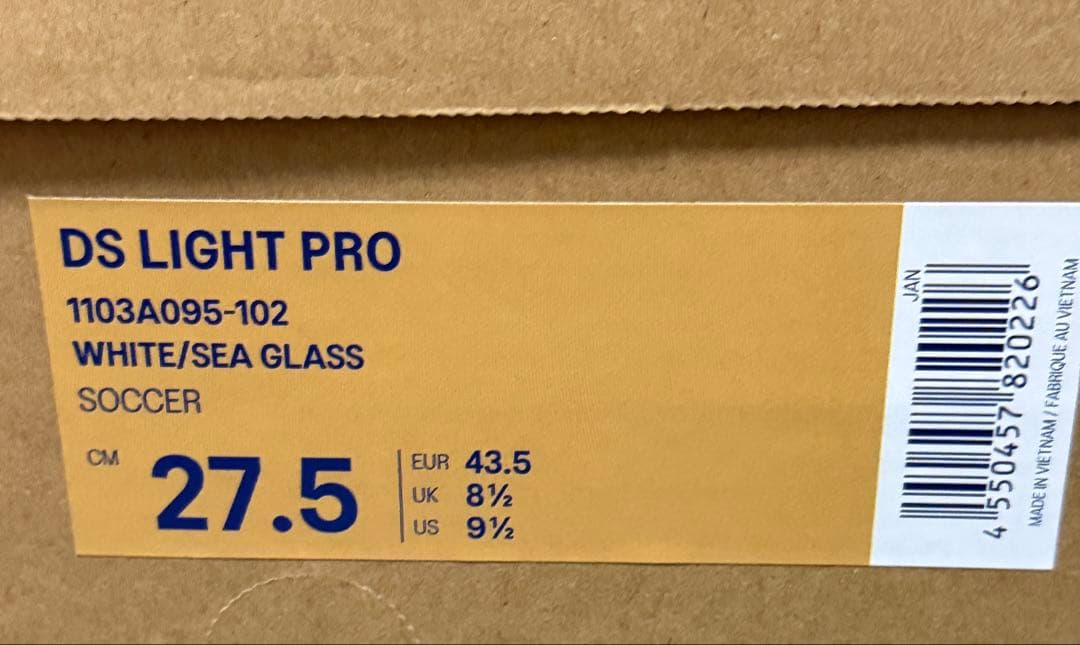 DS LIGHT PRO
1103A095-102
WHITE/SEA GLASS
SOCCER
CM 27.5
EUR 43.5
UK 8½
US 9½
JAN
4 550457 820226
MADE IN VIETNAM / FABRIQUE AU VIETNAM